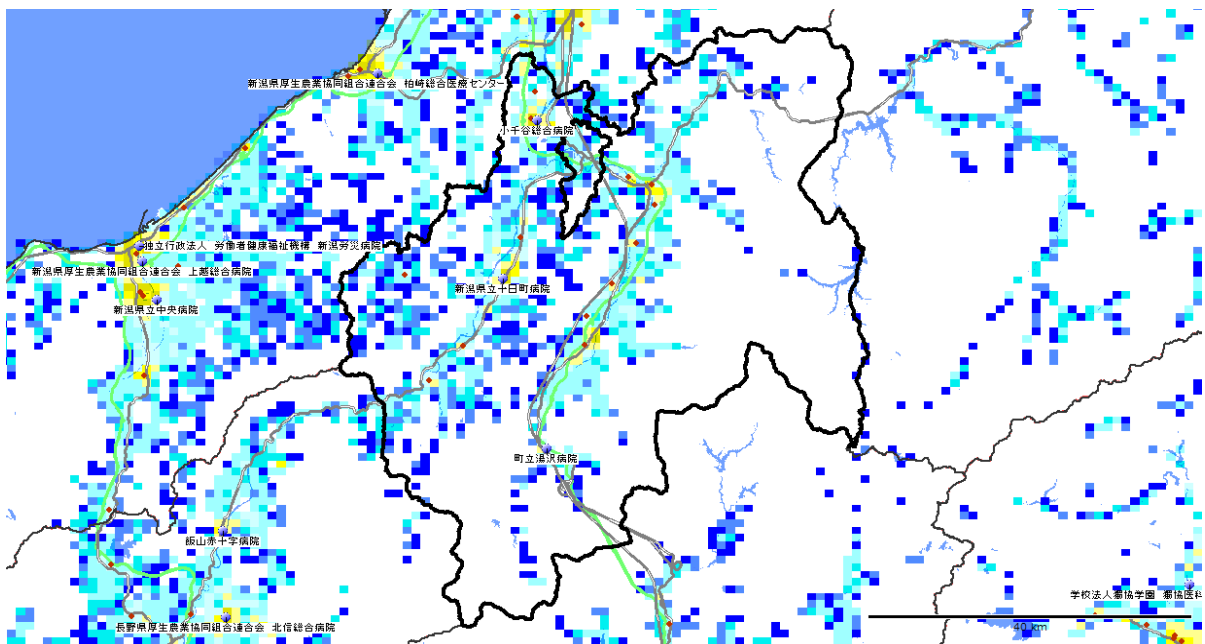 新潟県厚生農業協同組合連合会 柏崎総合医療センター
小千谷総合病院
独立行政法人 労働者健康福祉機構 新潟労災病院
新潟県厚生農業協同組合連合会 上越総合病院
新潟県立十日町病院
新潟県立中央病院
町立湯沢病院
飯山赤十字病院
学校法人獨協学園 獨協医科
長野県厚生農業協同組合連合会 北信総合病院
40 km